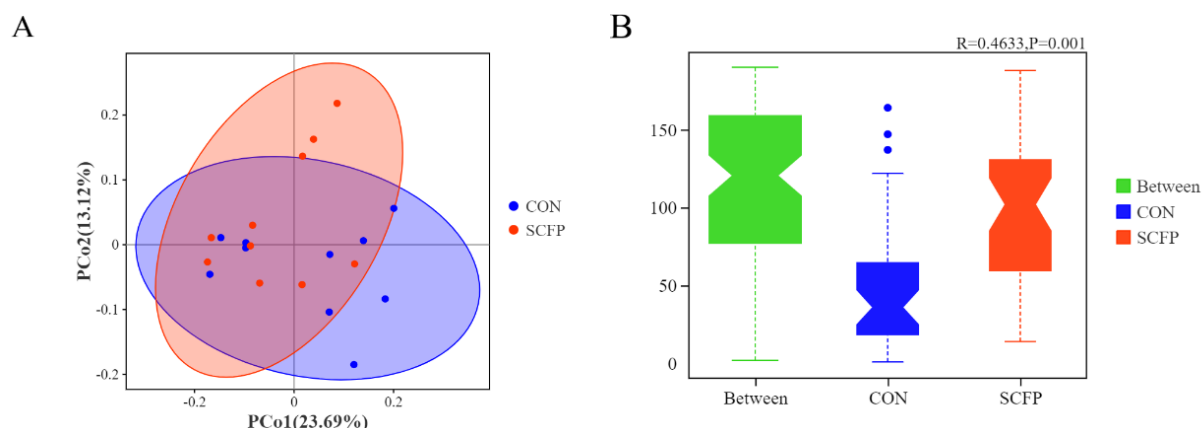 A
PCo2(13.12%)
0.2
0.1
0
-0.1
-0.2
-0.2
0
0.2
PCo1(23.69%)
CON
SCFP
B
R=0.4633,P=0.001
150
100
50
0
Between
CON
SCFP
Between
CON
SCFP